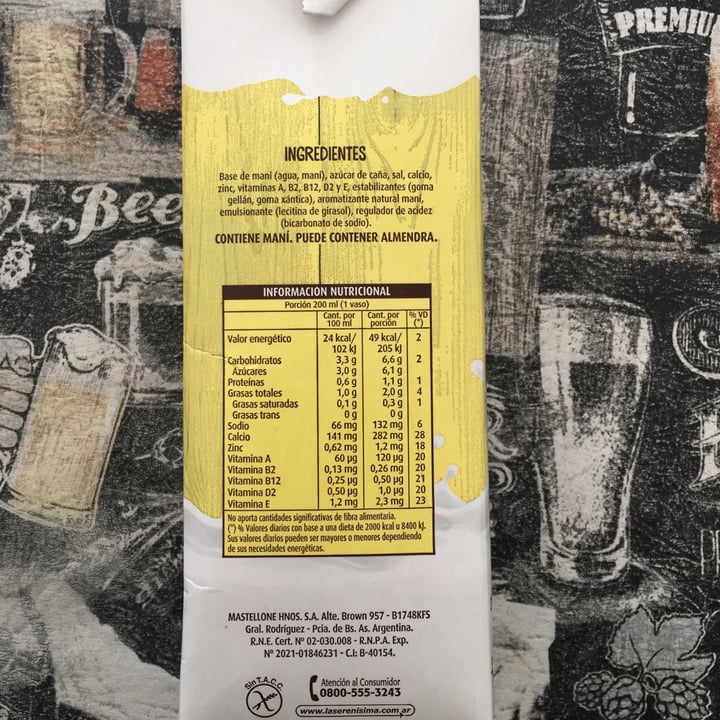 PREMIU
Bee
INGREDIENTES
Base de maní (agua, maní), azúcar de caña, sal, calcio,
zinc, vitaminas A, B2, B12, D2 y E, estabilizantes (goma
gellán, goma xántica), aromatizante natural maní,
emulsionante (lecitina de girasol), regulador de acidez
(bicarbonato de sodio).
CONTIENE MANÍ. PUEDE CONTENER ALMENDRA.
INFORMACIÓN NUTRICIONAL
Porción 200 ml (1 vaso)
Cant. por 100 ml Cant. por porción % VD (*)
Valor energético 24 kcal/ 102 kJ 49 kcal/ 205 kJ 2
Carbohidratos 3,3 g 6,6 g 2
Azúcares 3,0 g 6,1 g
Proteínas 0,6 g 1,1 g 1
Grasas totales 1,0 g 2,0 g 4
Grasas saturadas 0,1 g 0,3 g 1
Grasas trans 0 g 0 g
Sodio 66 mg 132 mg 6
Calcio 141 mg 282 mg 28
Zinc 0,62 mg 1,2 mg 18
Vitamina A 60 µg 120 µg 20
Vitamina B2 0,13 mg 0,26 mg 20
Vitamina B12 0,25 µg 0,50 µg 21
Vitamina D2 0,50 µg 1,0 µg 20
Vitamina E 1,2 mg 2,3 mg 23
No aporta cantidades significativas de fibra alimentaria.
(*) % Valores diarios con base a una dieta de 2000 kcal u 8400 kJ.
Sus valores diarios pueden ser mayores o menores dependiendo
de sus necesidades energéticas.
MASTELLONE HNOS. S.A. Alte. Brown 957 - B1748KFS
Gral. Rodríguez - Pcia. de Bs. As. Argentina.
R.N.E. Cert. Nº 02-030.008 - R.N.P.A. Exp.
Nº 2021-01846231 - C.I: B-40154.
Sin T.A.C.C.
Atención al Consumidor
0800-555-3243
www.laserenisima.com.ar